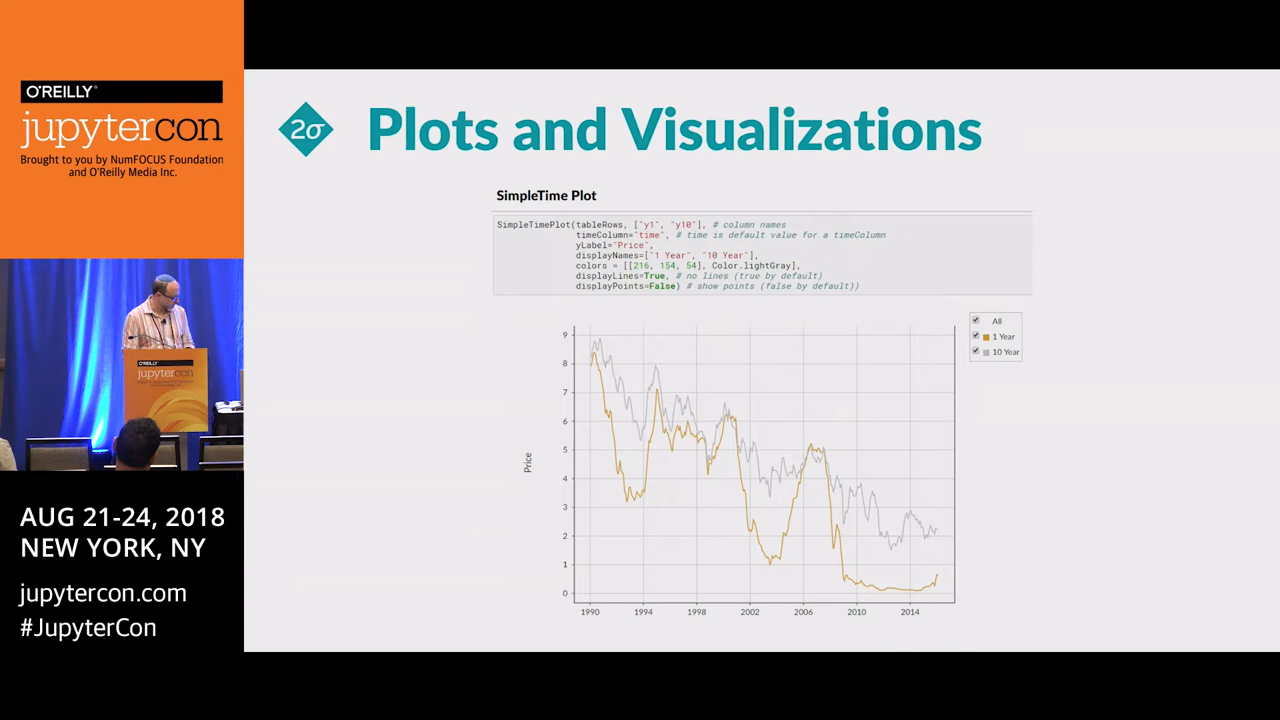 O'REILLY®
jupytercon
Brought to you by NumFOCUS Foundation
and O'Reilly Media Inc.
2σ
Plots and Visualizations
SimpleTime Plot
SimpleTimePlot(tableRows, ["y1", "y10"], # column names
timeColumn="time", # time is default value for a timeColumn
yLabel="Price",
displayNames=["1 Year", "10 Year"],
colors = [[216, 154, 54], Color.lightGray],
displayLines=True, # no lines (true by default)
displayPoints=False) # show points (false by default))
All
1 Year
10 Year
Price
9
8
7
6
5
4
3
2
1
0
1990 1994 1998 2002 2006 2010 2014
O'REILLY
jupytercon
AUG 21-24, 2018
NEW YORK, NY
jupytercon.com
#JupyterCon